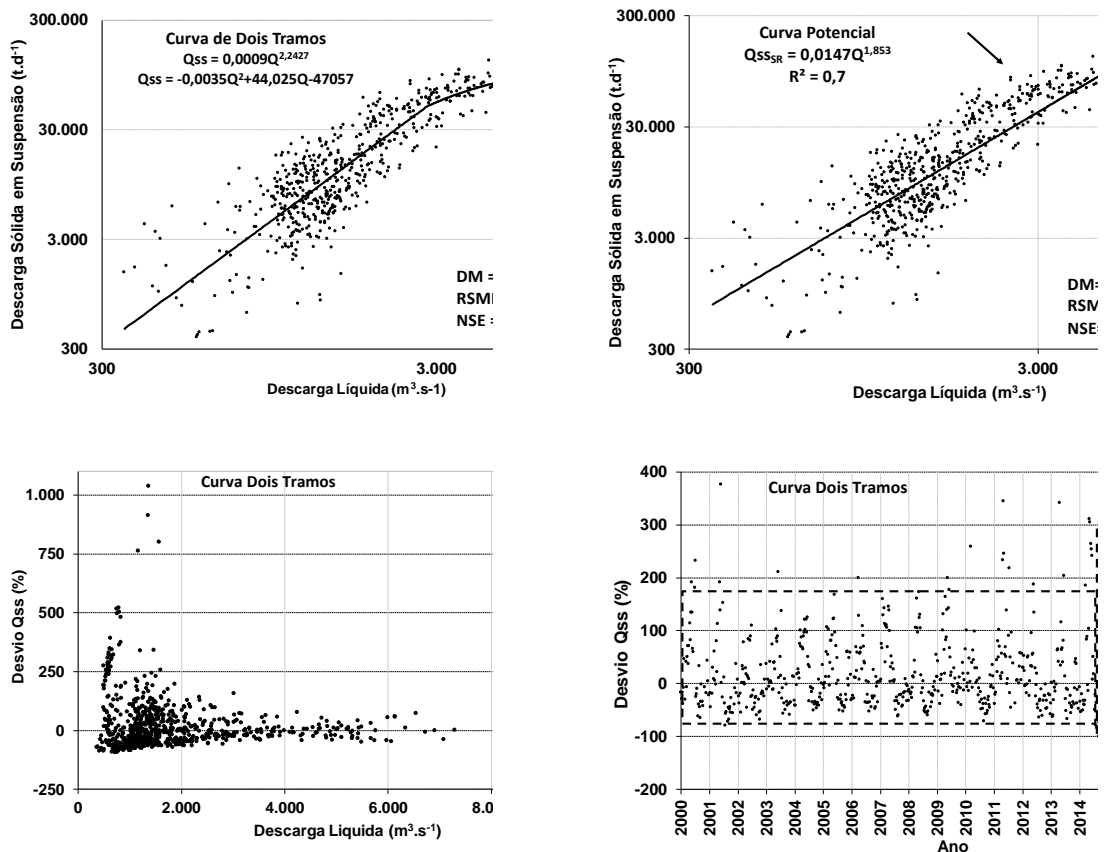 300.000
30.000
3.000
300
Descarga Sólida em Suspensão (t.d-1)
Curva de Dois Tramos
Qss = 0,0009Q2,2427
Qss = -0,0035Q2+44,025Q-47057
DM =
RSM
NSE =
300
3.000
Descarga Líquida (m3.s-1)
300.000
30.000
3.000
300
Descarga Sólida em Suspensão (t.d-1)
Curva Potencial
QssSR = 0,0147Q1,853
R2 = 0,7
DM=
RSM
NSE=
300
3.000
Descarga Líquida (m3.s-1)
1.000
750
500
250
0
-250
Desvio Qss (%)
Curva Dois Tramos
0
2.000
4.000
6.000
8.0
Descarga Líquida (m3.s-1)
400
300
200
100
0
-100
-200
Desvio Qss (%)
Curva Dois Tramos
2000
2001
2002
2003
2004
2005
2006
2007
2008
2009
2010
2011
2012
2013
2014
Ano